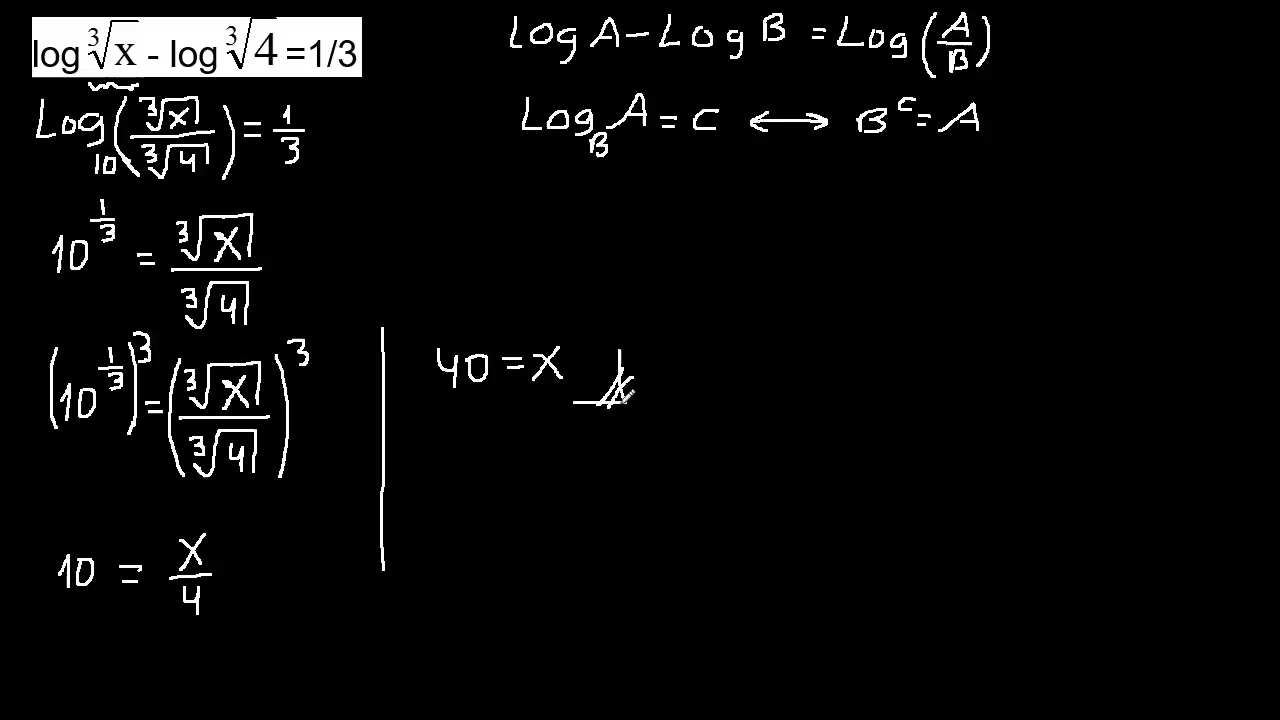 log ∛x - log ∛4 =1/3
Log A - Log B = Log (A/B)
Log₁₀ (∛x / ∛4) = 1/3
Log_B A = C ⟷ B^C = A
10^(1/3) = ∛x / ∛4
(10^(1/3))^3 = (∛x / ∛4)^3
10 = x/4
40 = x